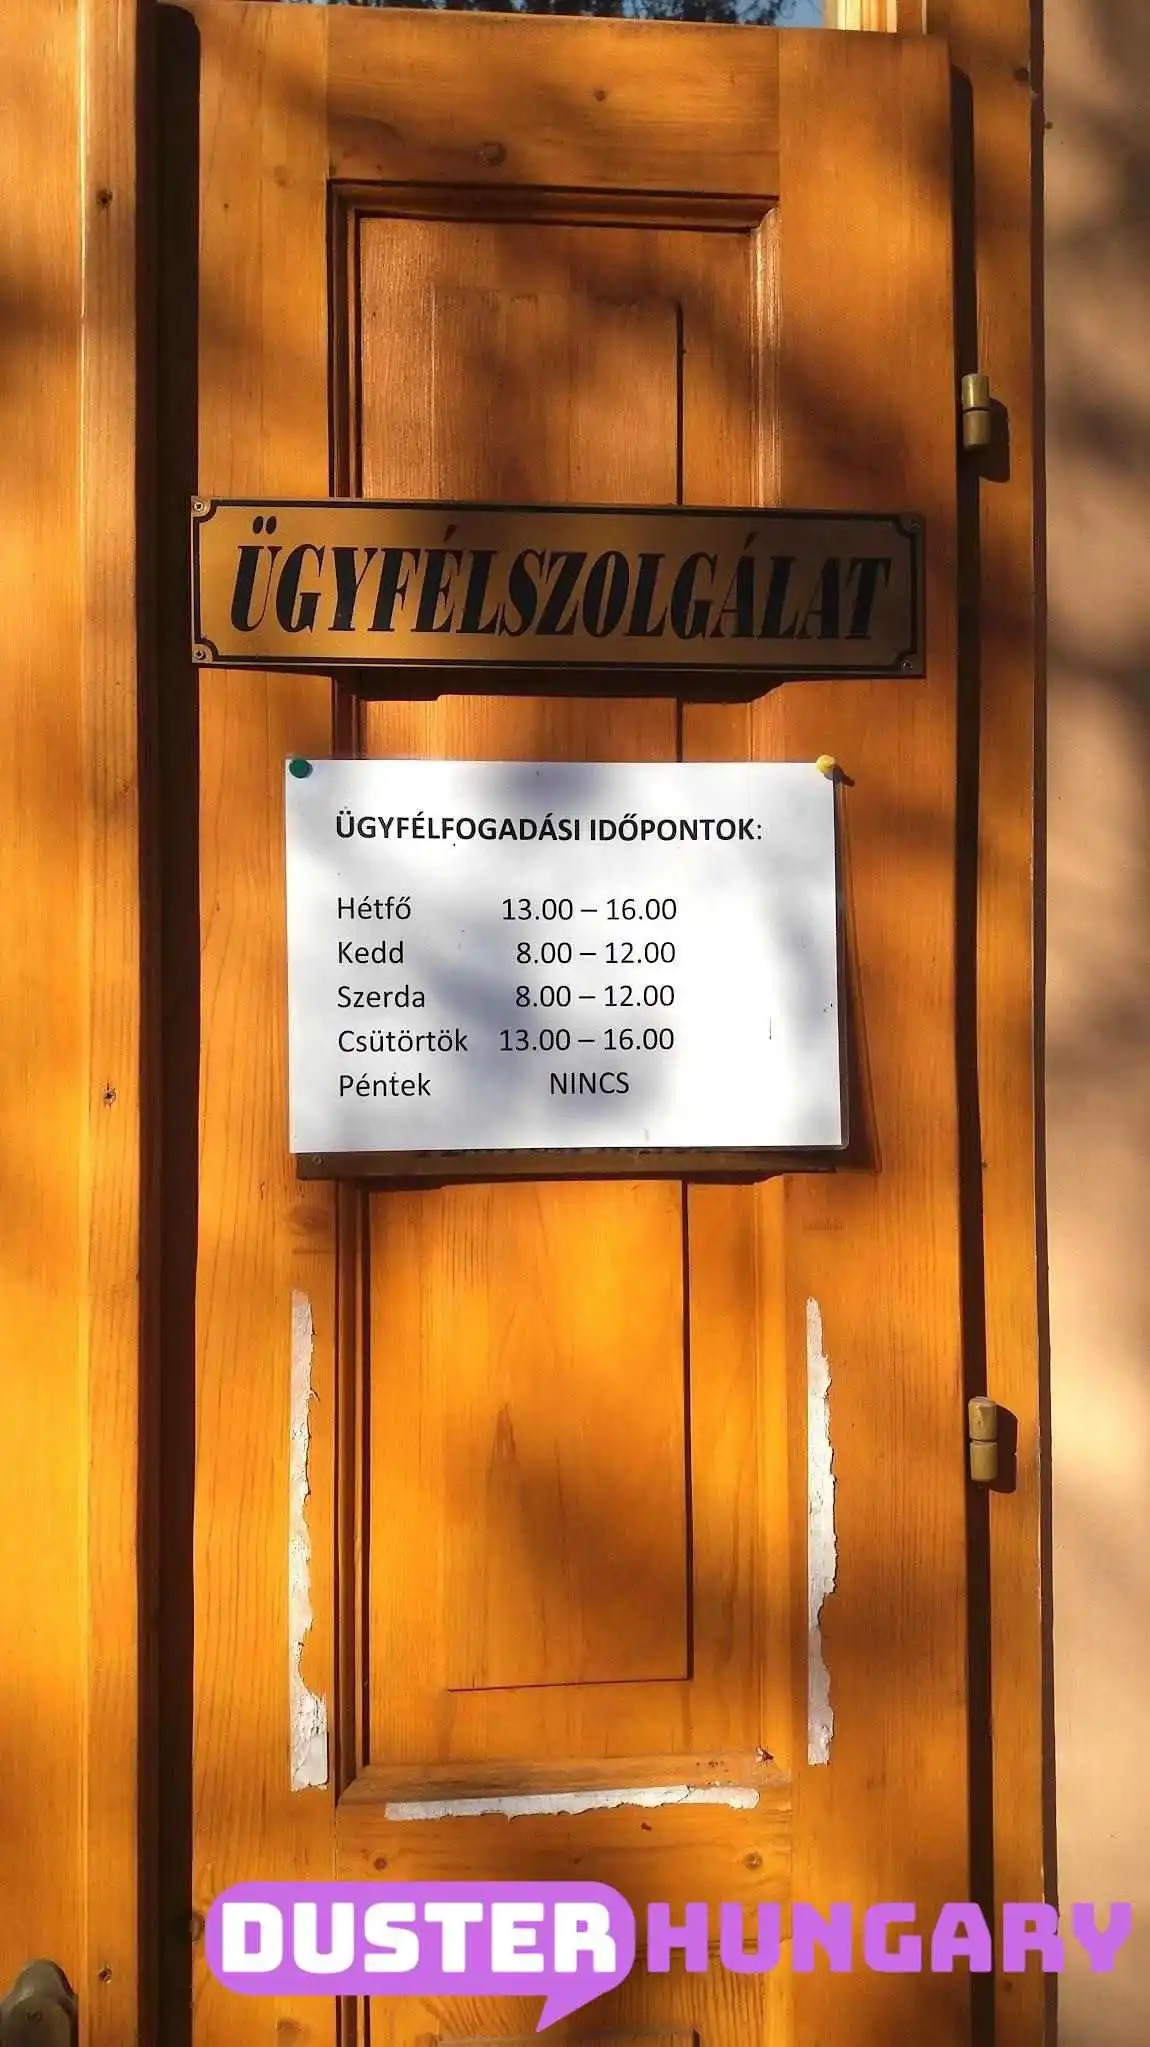 ÜGYFÉLSZOLGÁLAT
ÜGYFÉLFOGADÁSI IDŐPONTOK:
Hétfő 13.00 – 16.00
Kedd 8.00 – 12.00
Szerda 8.00 – 12.00
Csütörtök 13.00 – 16.00
Péntek NINCS
DUSTER HUNGARY